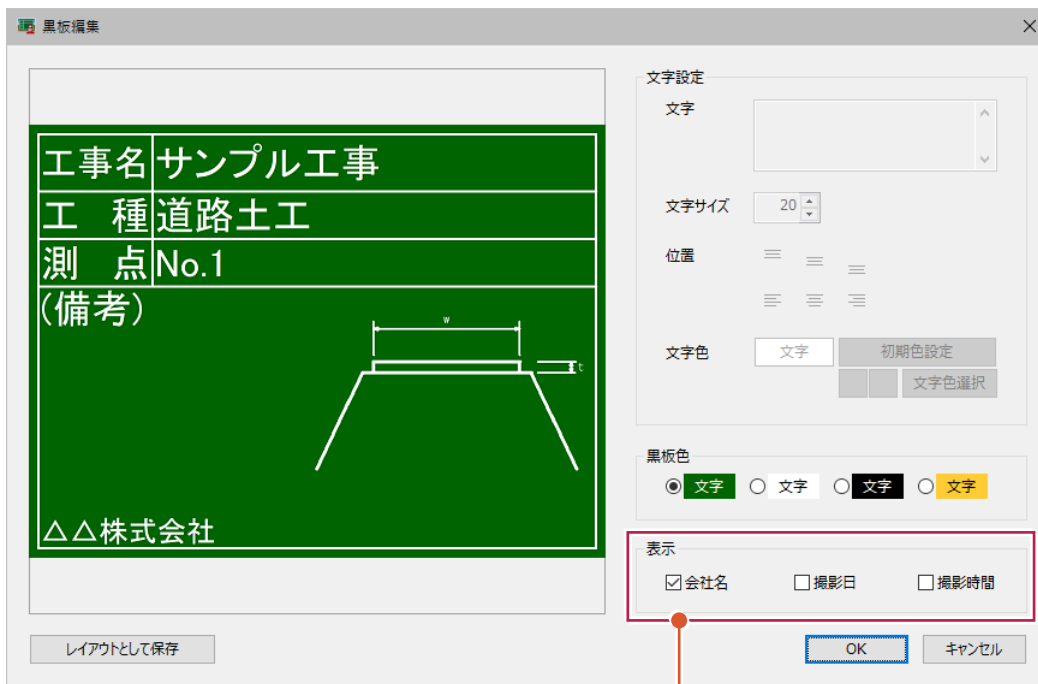 黒板編集
工事名 サンプル工事
工　種 道路土工
測　点 No.1
(備考)
w
t
△△株式会社
レイアウトとして保存
文字設定
文字
文字サイズ 20
位置
文字色 文字 初期色設定
文字色選択
黒板色
文字 文字 文字 文字
表示
会社名 撮影日 撮影時間
OK キャンセル